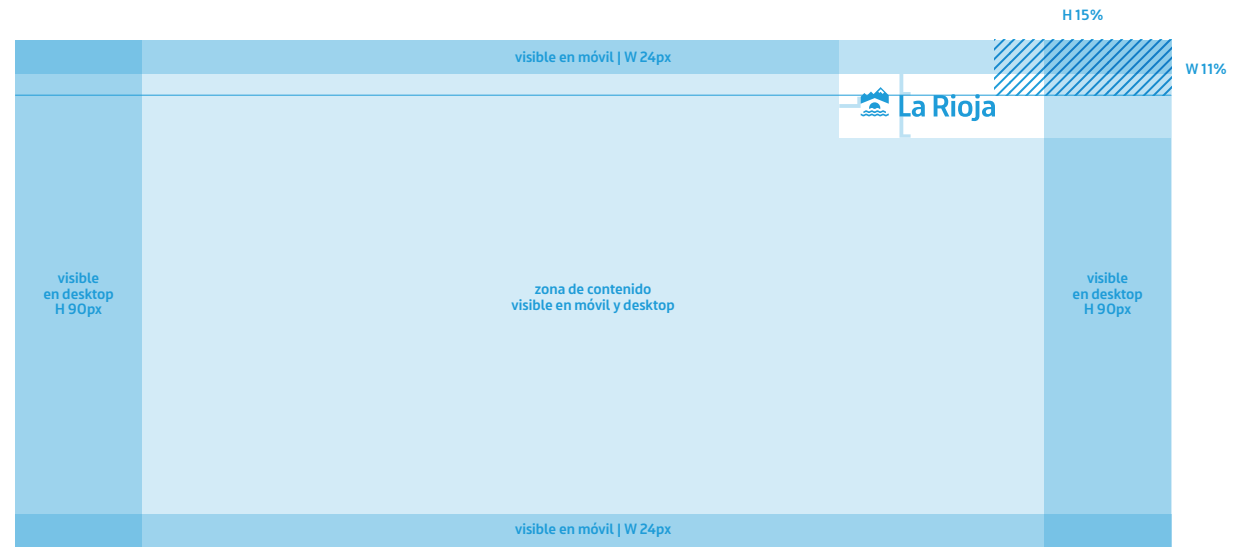 H 15%
visible en móvil | W 24px
W 11%
La Rioja
visible
en desktop
H 90px
zona de contenido
visible en móvil y desktop
visible
en desktop
H 90px
visible en móvil | W 24px